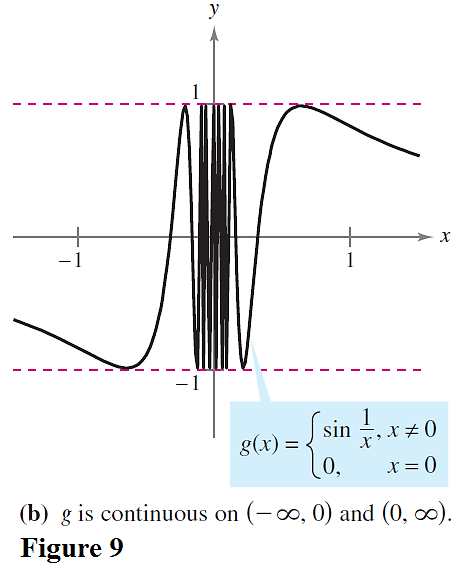 y
1
x
−1
1
−1
g(x) = { sin 1/x, x ≠ 0
0, x = 0
(b) g is continuous on (−∞, 0) and (0, ∞).
Figure 9